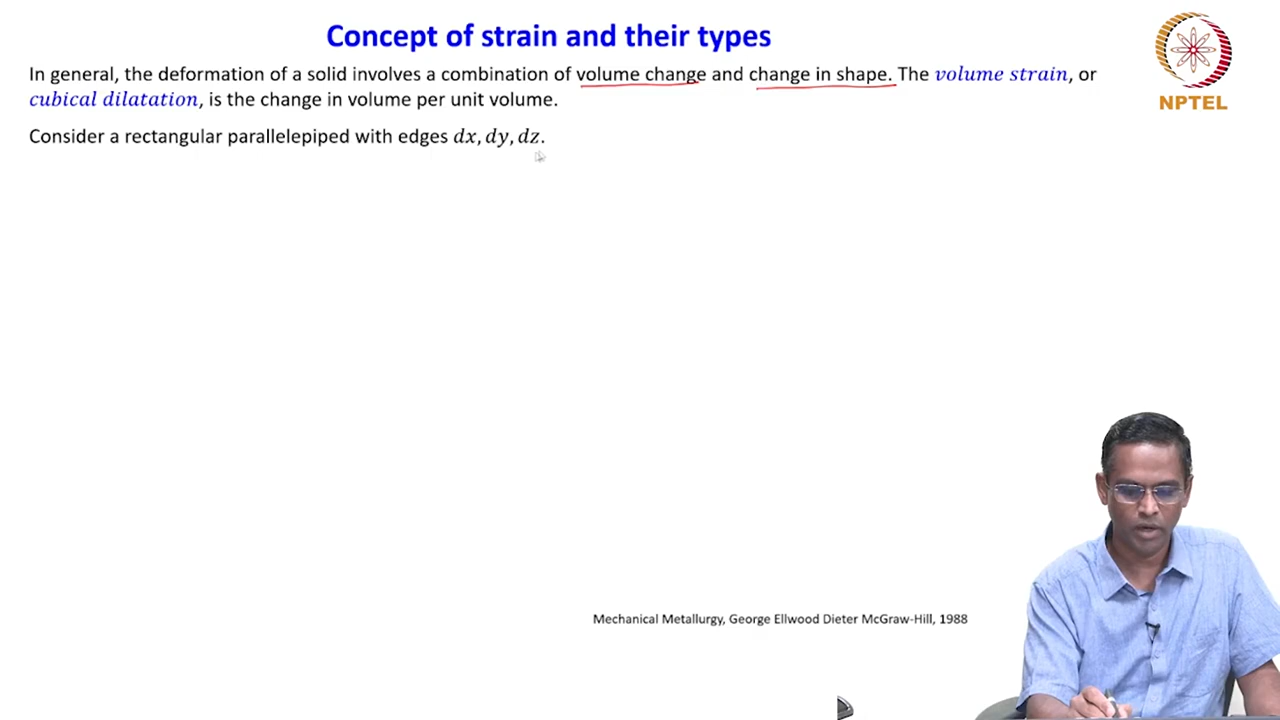 Concept of strain and their types
In general, the deformation of a solid involves a combination of volume change and change in shape. The volume strain, or
cubical dilatation, is the change in volume per unit volume.
Consider a rectangular parallelepiped with edges dx, dy, dz.
NPTEL
Mechanical Metallurgy, George Ellwood Dieter McGraw-Hill, 1988